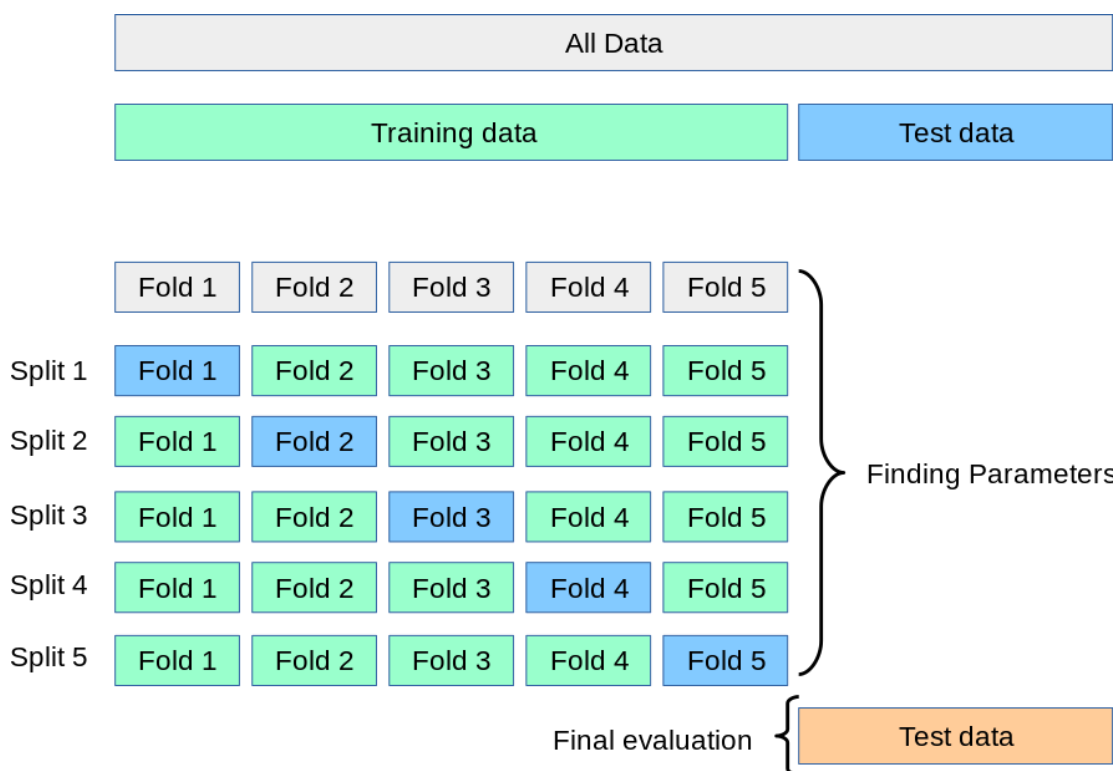 All Data
Training data Test data
Fold 1 Fold 2 Fold 3 Fold 4 Fold 5
Split 1 Fold 1 Fold 2 Fold 3 Fold 4 Fold 5
Split 2 Fold 1 Fold 2 Fold 3 Fold 4 Fold 5
Finding Parameters
Split 3 Fold 1 Fold 2 Fold 3 Fold 4 Fold 5
Split 4 Fold 1 Fold 2 Fold 3 Fold 4 Fold 5
Split 5 Fold 1 Fold 2 Fold 3 Fold 4 Fold 5
Final evaluation Test data